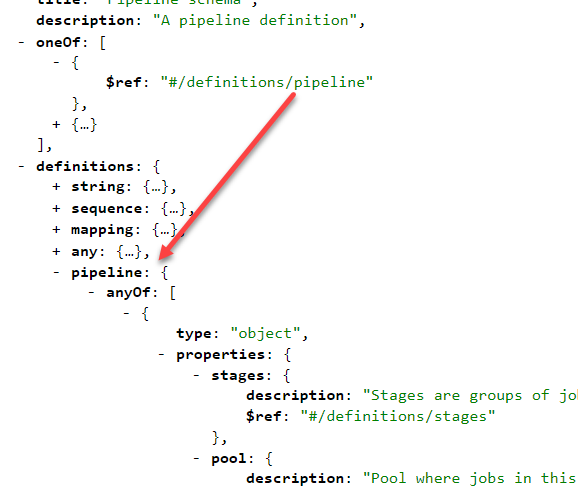 title: "Pipeline schema",
description: "A pipeline definition",
- oneOf: [
- {
$ref: "#/definitions/pipeline"
},
+ {…}
],
- definitions: {
+ string: {…},
+ sequence: {…},
+ mapping: {…},
+ any: {…},
- pipeline: {
- anyOf: [
- {
type: "object",
- properties: {
- stages: {
description: "Stages are groups of jo
$ref: "#/definitions/stages"
},
- pool: {
description: "Pool where jobs in this